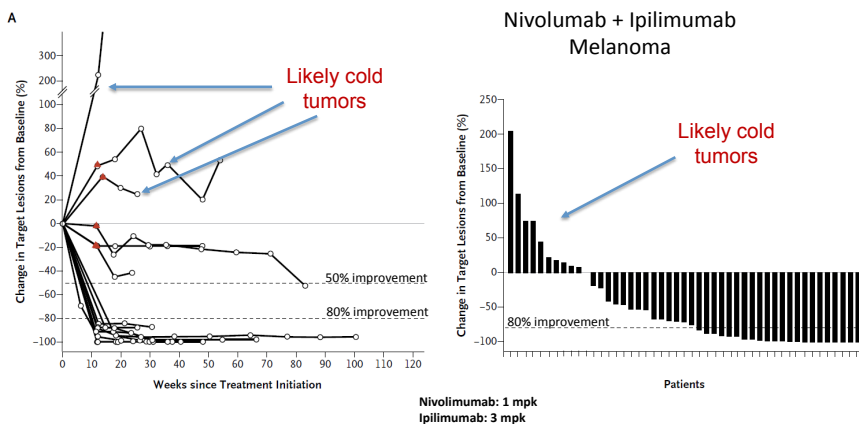 A
Nivolumab + Ipilimumab
Melanoma
Likely cold
tumors
Change in Target Lesions from Baseline (%)
300
200
100
80
60
40
20
0
−20
−40
−60
−80
−100
50% improvement
80% improvement
0 10 20 30 40 50 60 70 80 90 100 110 120
Weeks since Treatment Initiation
Likely cold
tumors
Change in Target Lesions from Baseline (%)
250
200
150
100
50
0
−50
−100
80% improvement
Patients
Nivolimumab: 1 mpk
Ipilimumab: 3 mpk